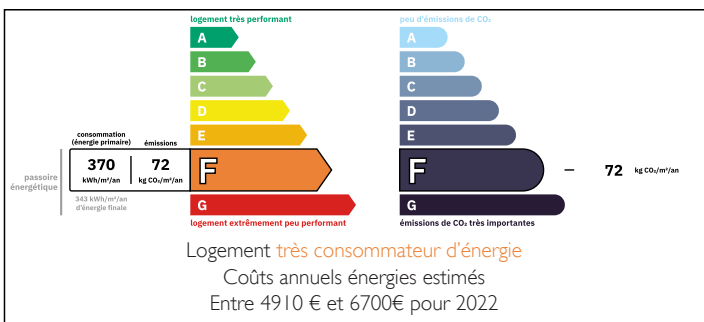 logement très performant
A
B
C
D
E
consommation
(énergie primaire)
émissions
370
kWh/m²/an
72
kg CO₂/m²/an
F
passoire
énergétique
343 kWh/m²/an
d'énergie finale
G
logement extrêmement peu performant
peu d'émissions de CO₂
A
B
C
D
E
F
72 kg CO₂/m²/an
G
émissions de CO₂ très importantes
Logement très consommateur d'énergie
Coûts annuels énergies estimés
Entre 4910 € et 6700€ pour 2022